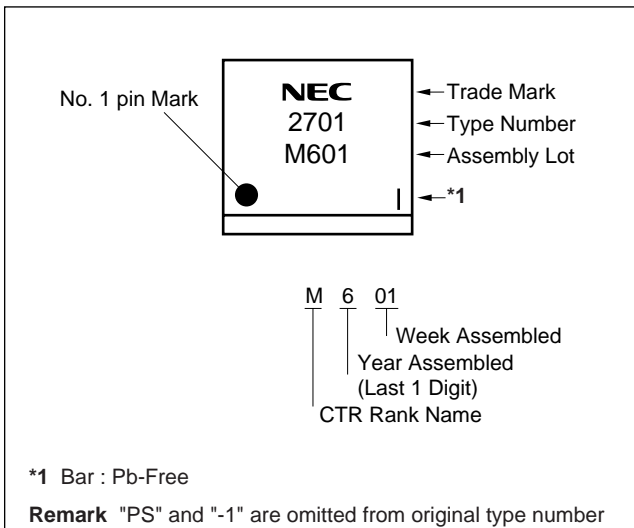 No. 1 pin Mark
NEC
2701
M601
Trade Mark
Type Number
Assembly Lot
*1
M 6 01
Week Assembled
Year Assembled
(Last 1 Digit)
CTR Rank Name
*1 Bar : Pb-Free
Remark "PS" and "-1" are omitted from original type number